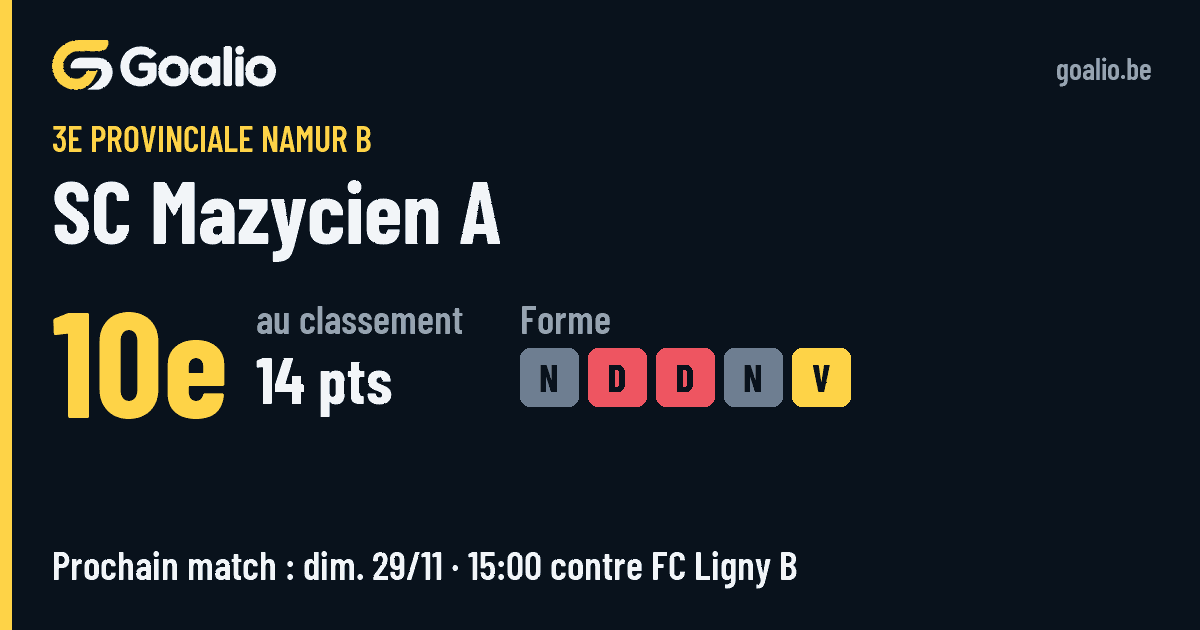 Goalio
goalio.be
3E PROVINCIALE NAMUR B
SC Mazycien A
10e
au classement
14 pts
Forme
N D D N V
Prochain match : dim. 29/11 · 15:00 contre FC Ligny B